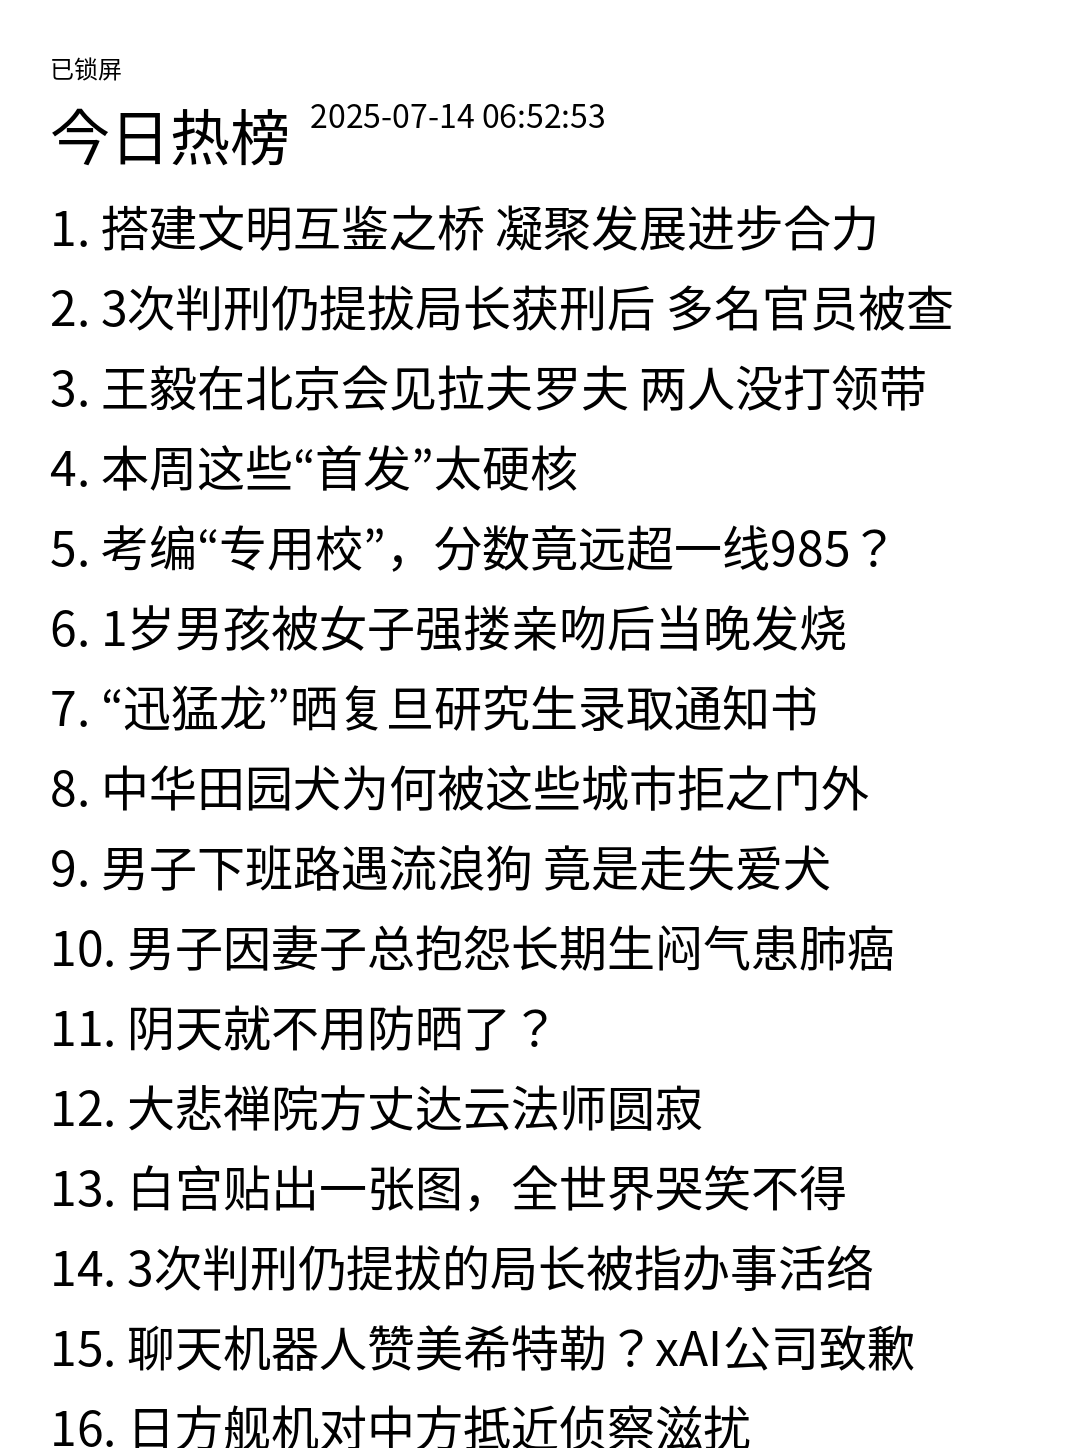 已锁屏
今日热榜 2025-07-14 06:52:53
1. 搭建文明互鉴之桥 凝聚发展进步合力
2. 3次判刑仍提拔局长获刑后 多名官员被查
3. 王毅在北京会见拉夫罗夫 两人没打领带
4. 本周这些“首发”太硬核
5. 考编“专用校”，分数竟远超一线985？
6. 1岁男孩被女子强搂亲吻后当晚发烧
7. “迅猛龙”晒复旦研究生录取通知书
8. 中华田园犬为何被这些城市拒之门外
9. 男子下班路遇流浪狗 竟是走失爱犬
10. 男子因妻子总抱怨长期生闷气患肺癌
11. 阴天就不用防晒了？
12. 大悲禅院方丈达云法师圆寂
13. 白宫贴出一张图，全世界哭笑不得
14. 3次判刑仍提拔的局长被指办事活络
15. 聊天机器人赞美希特勒？xAI公司致歉
16. 日方舰机对中方抵近侦察滋扰